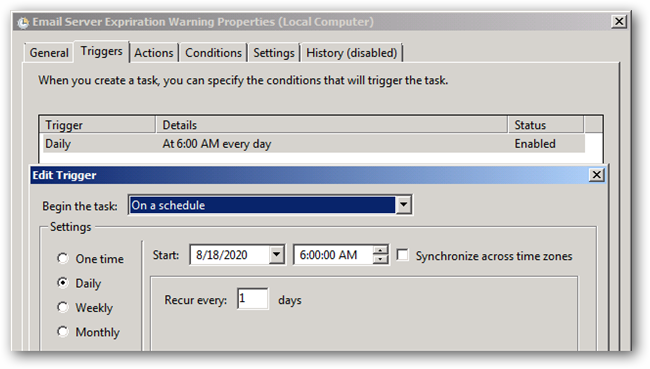 Email Server Expriration Warning Properties (Local Computer)
General Triggers Actions Conditions Settings History (disabled)
When you create a task, you can specify the conditions that will trigger the task.
Trigger Details Status
Daily At 6:00 AM every day Enabled
Edit Trigger
Begin the task: On a schedule
Settings
One time Start: 8/18/2020 6:00:00 AM Synchronize across time zones
Daily
Recur every: 1 days
Weekly
Monthly